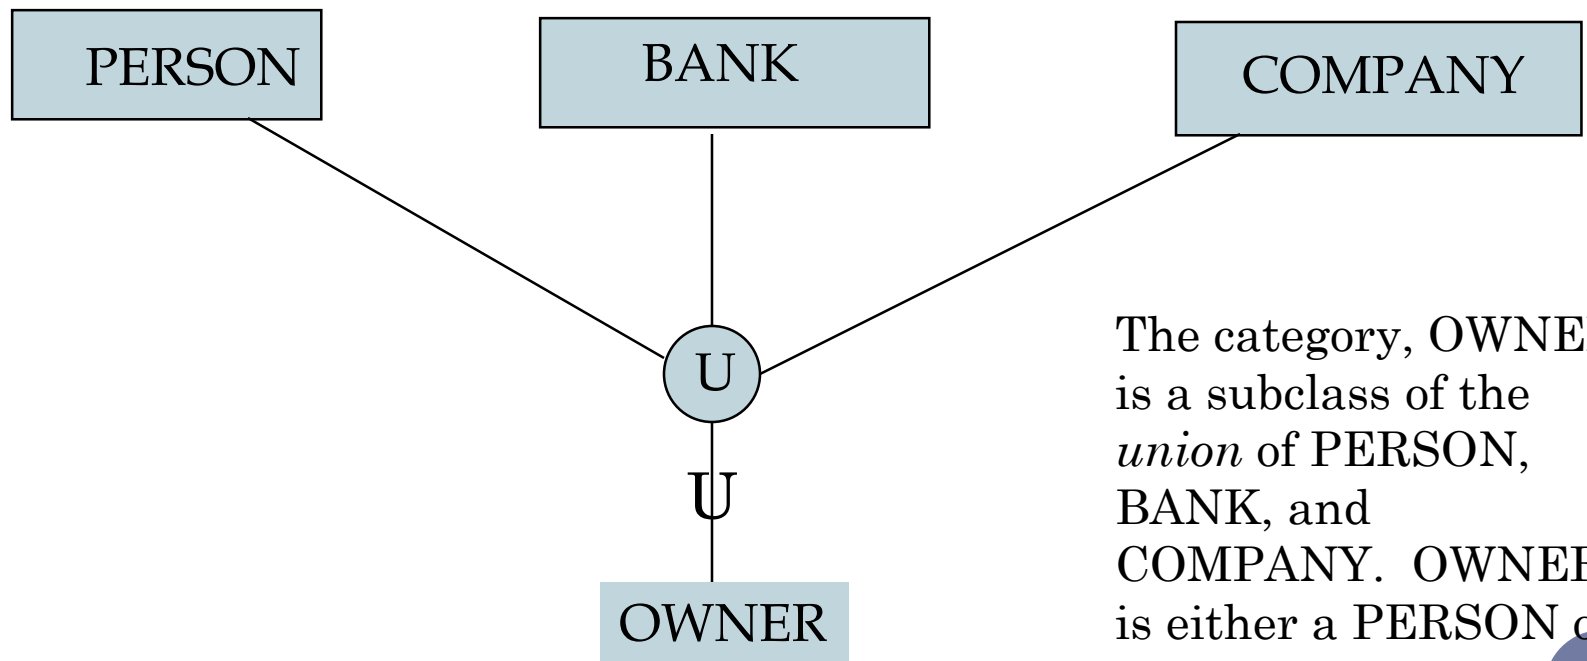 PERSON
BANK
COMPANY
U
U
OWNER
The category, OWNE
is a subclass of the
union of PERSON,
BANK, and
COMPANY. OWNE
is either a PERSON